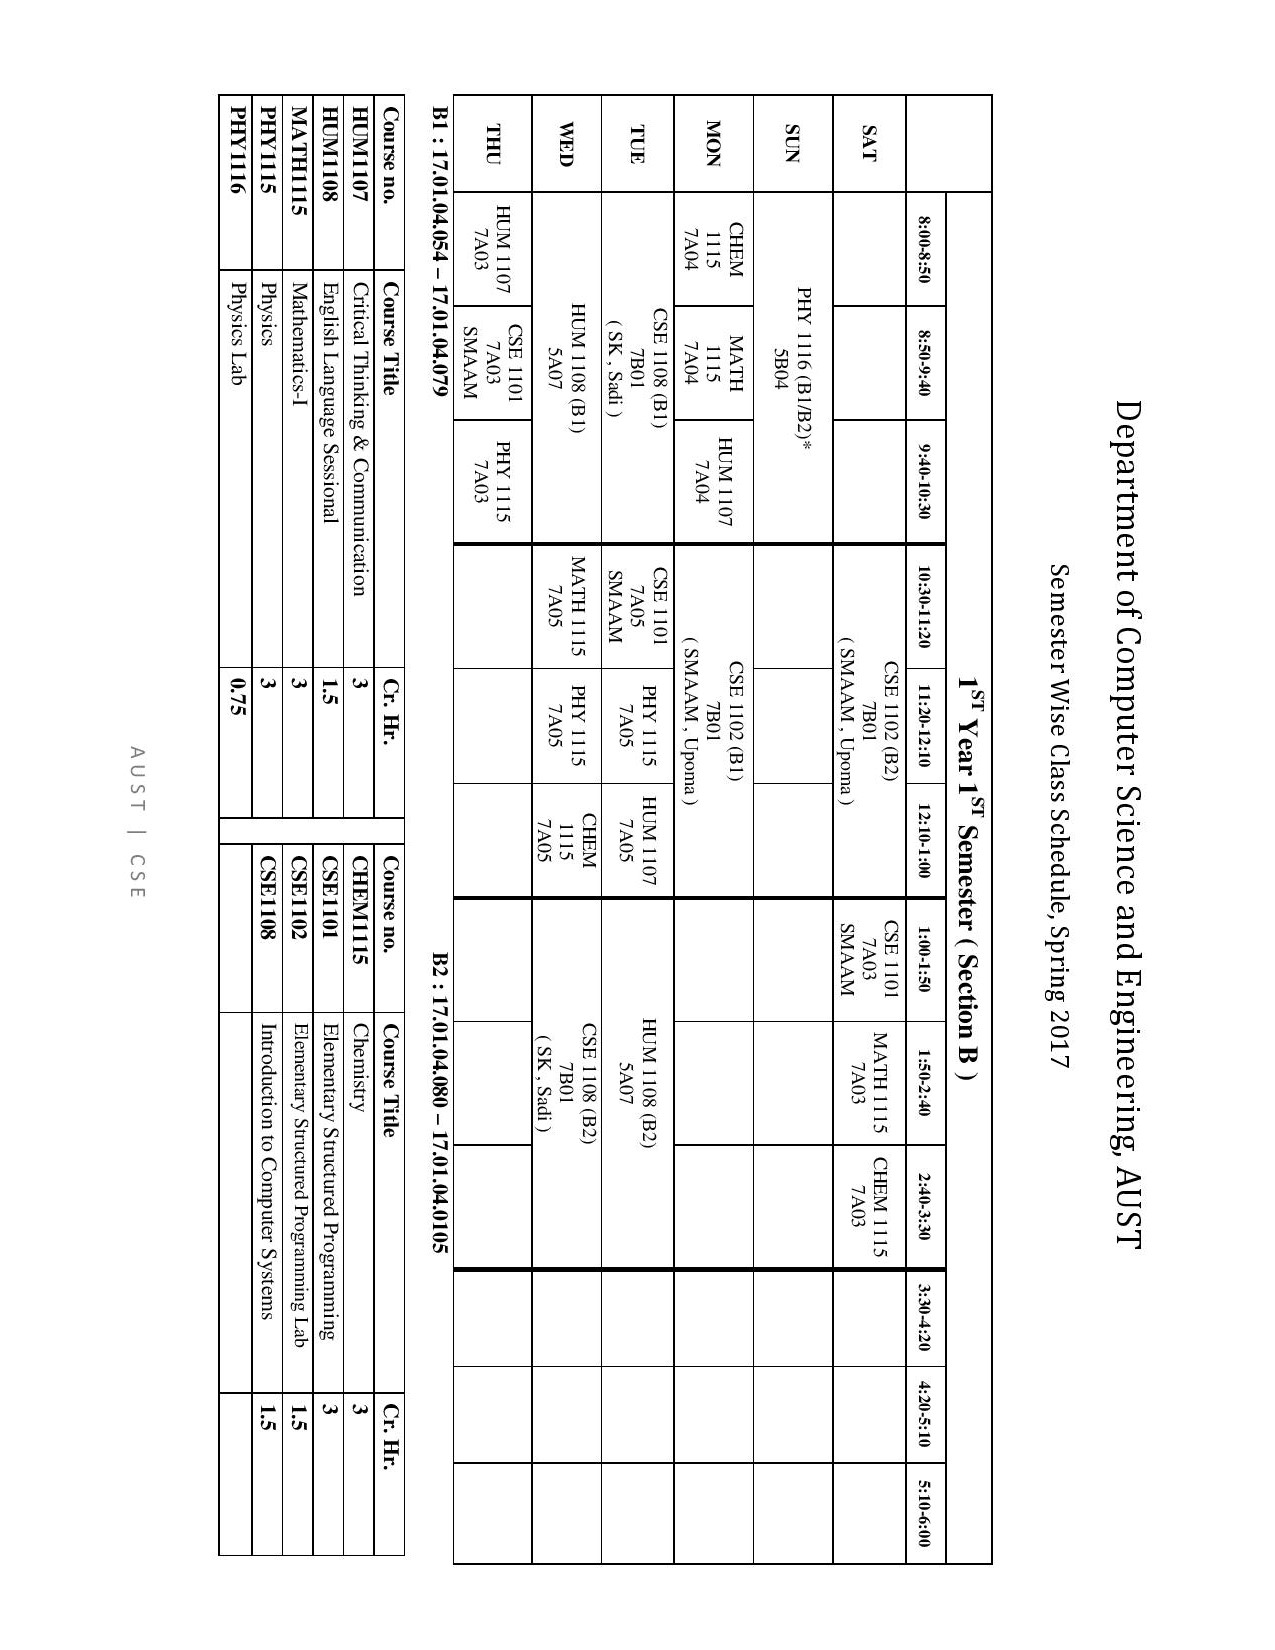 Department of Computer Science and Engineering, AUST
Semester Wise Class Schedule, Spring 2017
1ST Year 1ST Semester ( Section B )
8:00-8:50 8:50-9:40 9:40-10:30 10:30-11:20 11:20-12:10 12:10-1:00 1:00-1:50 1:50-2:40 2:40-3:30 3:30-4:20 4:20-5:10 5:10-6:00
SAT
CSE 1102 (B2)
7B01
( SMAAM , Upoma )
CSE 1101
7A03
SMAAM
MATH 1115
7A03
CHEM 1115
7A03
SUN
PHY 1116 (B1/B2)*
5B04
MON
CHEM
1115
7A04
MATH
1115
7A04
HUM 1107
7A04
CSE 1102 (B1)
7B01
( SMAAM , Upoma )
TUE
CSE 1108 (B1)
7B01
( SK , Sadi )
CSE 1101
7A05
SMAAM
PHY 1115
7A05
HUM 1107
7A05
HUM 1108 (B2)
5A07
WED
HUM 1108 (B1)
5A07
MATH 1115
7A05
PHY 1115
7A05
CHEM
1115
7A05
CSE 1108 (B2)
7B01
( SK , Sadi )
THU
HUM 1107
7A03
CSE 1101
7A03
SMAAM
PHY 1115
7A03
B1 : 17.01.04.054 – 17.01.04.079 B2 : 17.01.04.080 – 17.01.04.0105
Course no. Course Title Cr. Hr. Course no. Course Title Cr. Hr.
HUM1107 Critical Thinking & Communication 3 CHEM1115 Chemistry 3
HUM1108 English Language Sessional 1.5 CSE1101 Elementary Structured Programming 3
MATH1115 Mathematics-I 3 CSE1102 Elementary Structured Programming Lab 1.5
PHY1115 Physics 3 CSE1108 Introduction to Computer Systems 1.5
PHY1116 Physics Lab 0.75
AUST | CSE